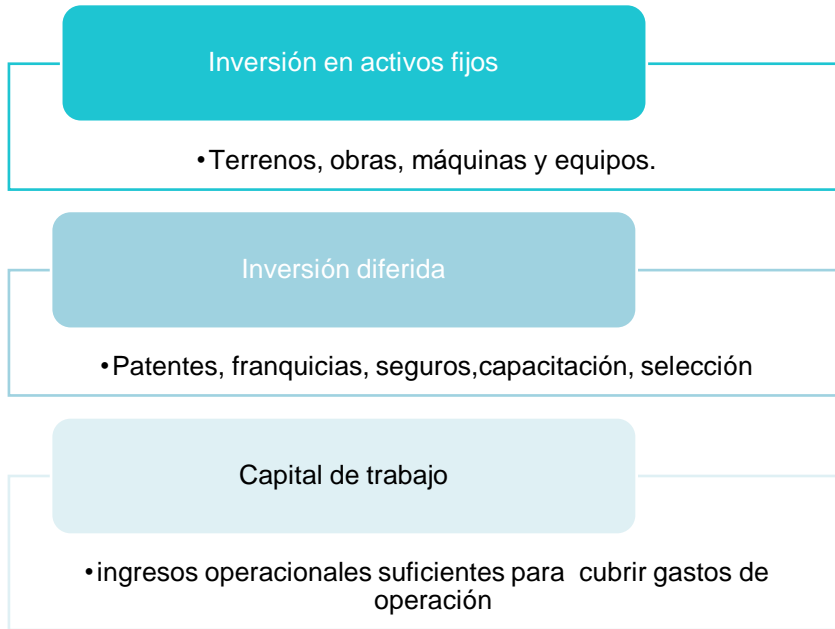 Inversión en activos fijos
•Terrenos, obras, máquinas y equipos.
Inversión diferida
•Patentes, franquicias, seguros,capacitación, selección
Capital de trabajo
•ingresos operacionales suficientes para cubrir gastos de
operación